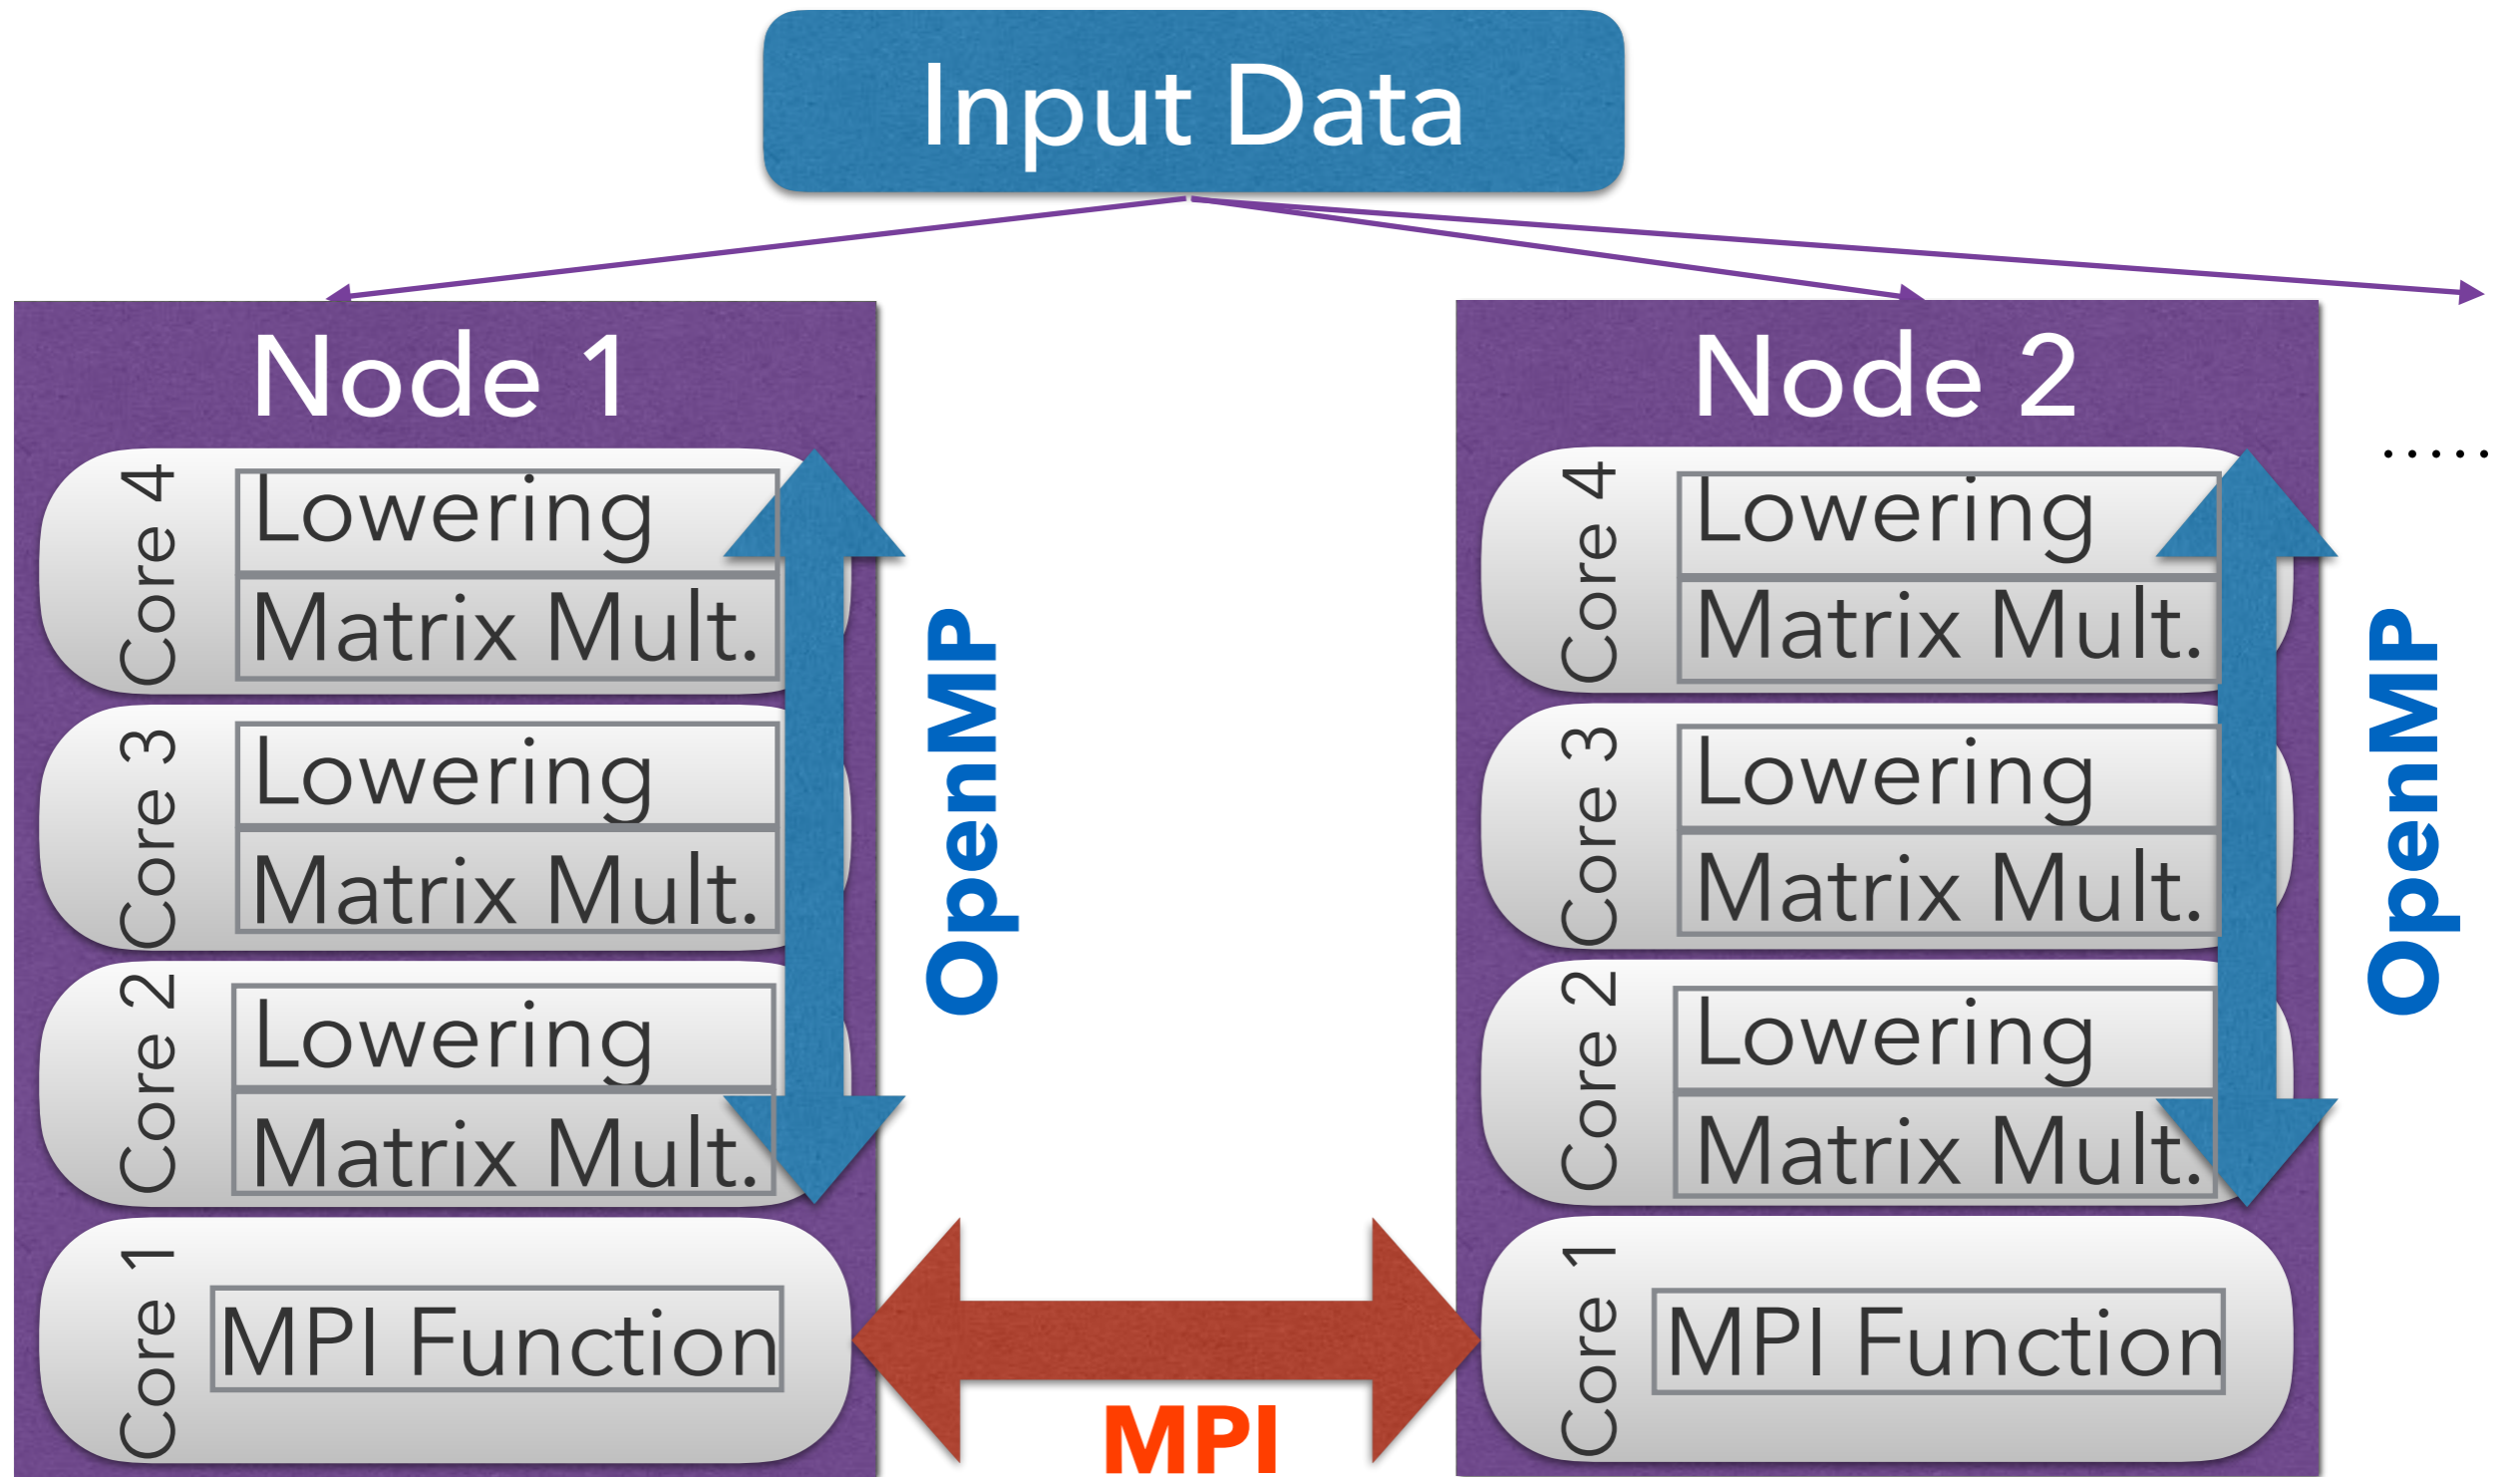 Input Data
Node 1
Core 4
Lowering
Matrix Mult.
Core 3
Lowering
Matrix Mult.
Core 2
Lowering
Matrix Mult.
Core 1
MPI Function
OpenMP
MPI
Node 2
Core 4
Lowering
Matrix Mult.
Core 3
Lowering
Matrix Mult.
Core 2
Lowering
Matrix Mult.
Core 1
MPI Function
OpenMP
.....